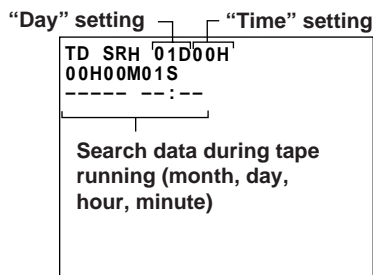 “Day” setting “Time” setting
TD SRH 01D00H
00H00M01S
----- --:--
Search data during tape
running (month, day,
hour, minute)